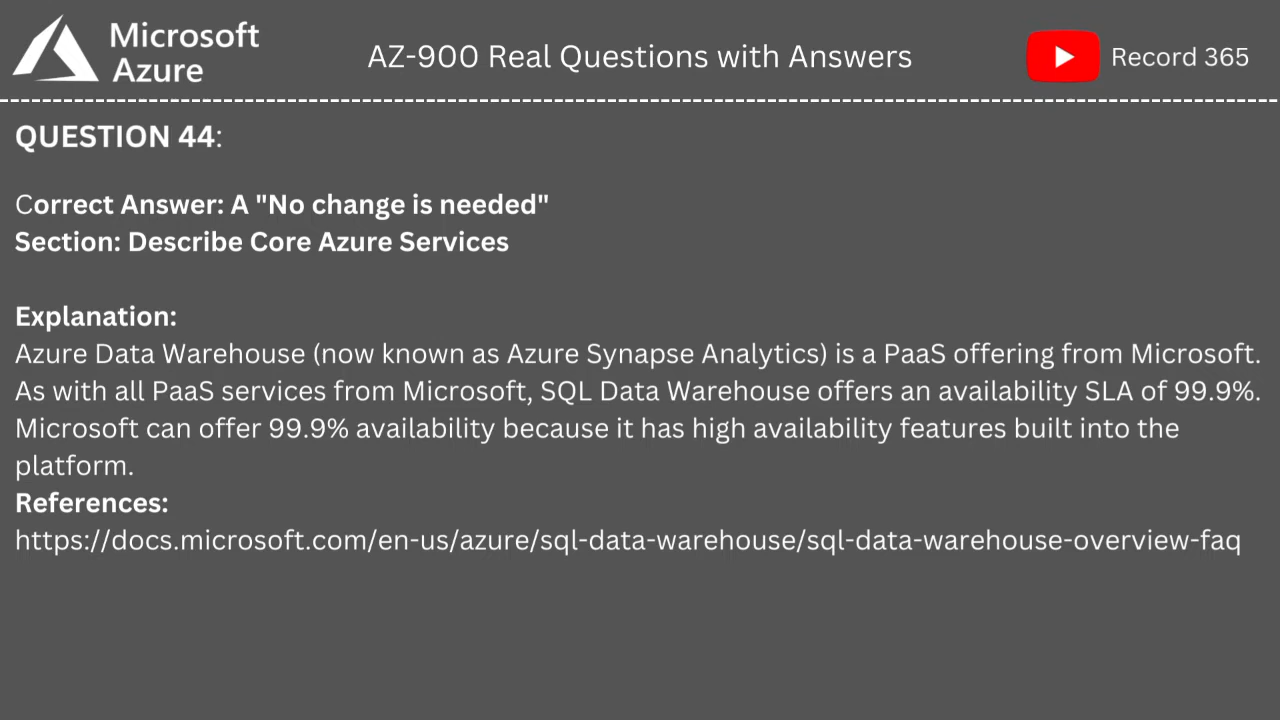 Microsoft
Azure
AZ-900 Real Questions with Answers
Record 365
QUESTION 44:
Correct Answer: A "No change is needed"
Section: Describe Core Azure Services
Explanation:
Azure Data Warehouse (now known as Azure Synapse Analytics) is a PaaS offering from Microsoft.
As with all PaaS services from Microsoft, SQL Data Warehouse offers an availability SLA of 99.9%.
Microsoft can offer 99.9% availability because it has high availability features built into the
platform.
References:
https://docs.microsoft.com/en-us/azure/sql-data-warehouse/sql-data-warehouse-overview-faq